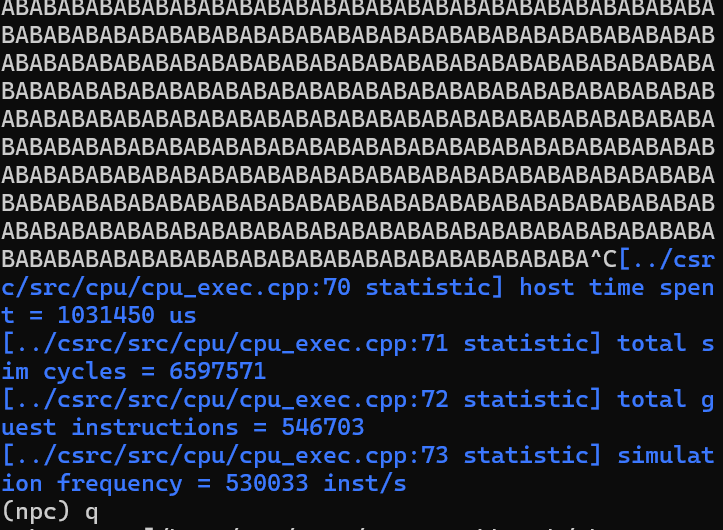 ABABABABABABABABABABABABABABABABABABABABABABABABABA
BABABABABABABABABABABABABABABABABABABABABABABABABAB
ABABABABABABABABABABABABABABABABABABABABABABABABABA
BABABABABABABABABABABABABABABABABABABABABABABABABAB
ABABABABABABABABABABABABABABABABABABABABABABABABABA
BABABABABABABABABABABABABABABABABABABABABABABABABAB
ABABABABABABABABABABABABABABABABABABABABABABABABABA
BABABABABABABABABABABABABABABABABABABABABABABABABAB
ABABABABABABABABABABABABABABABABABABABABABABABABABA
BABABABABABABABABABABABABABABABABABABABABA^C[../csr
c/src/cpu/cpu_exec.cpp:70 statistic] host time spen
t = 1031450 us
[../csrc/src/cpu/cpu_exec.cpp:71 statistic] total s
im cycles = 6597571
[../csrc/src/cpu/cpu_exec.cpp:72 statistic] total g
uest instructions = 546703
[../csrc/src/cpu/cpu_exec.cpp:73 statistic] simulat
ion frequency = 530033 inst/s
(npc) q